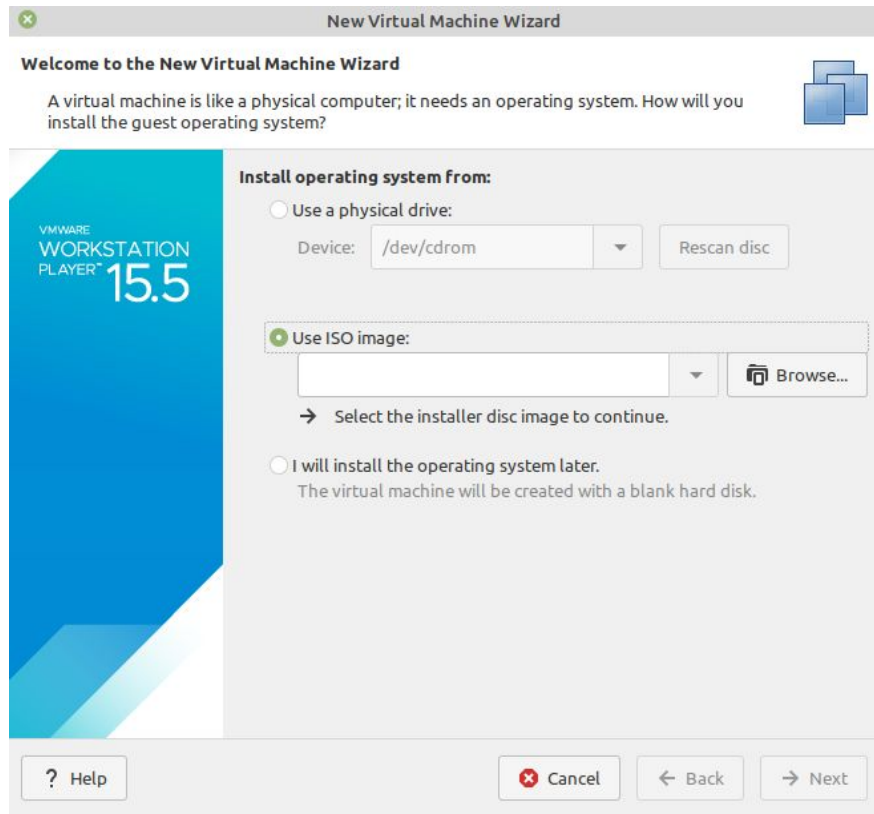 New Virtual Machine Wizard
Welcome to the New Virtual Machine Wizard
A virtual machine is like a physical computer; it needs an operating system. How will you
install the guest operating system?
VMWARE
WORKSTATION
PLAYER™ 15.5
Install operating system from:
Use a physical drive:
Device: /dev/cdrom Rescan disc
Use ISO image:
Browse...
Select the installer disc image to continue.
I will install the operating system later.
The virtual machine will be created with a blank hard disk.
? Help Cancel Back Next